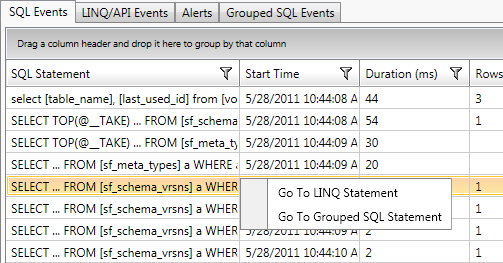 SQL Events LINQ/API Events Alerts Grouped SQL Events
Drag a column header and drop it here to group by that column
SQL Statement Start Time Duration (ms) Rows
select [table_name], [last_used_id] from [vo 5/28/2011 10:44:08 A 44 3
SELECT TOP(@__TAKE) ... FROM [sf_schema 5/28/2011 10:44:08 A 54 1
SELECT TOP(@__TAKE) ... FROM [sf_meta_ty 5/28/2011 10:44:09 A 30
SELECT ... FROM [sf_meta_types] a WHERE 5/28/2011 10:44:09 A 20
SELECT ... FROM [sf_schema_vrsns] a WHER 1
Go To LINQ Statement
SELECT ... FROM [sf_schema_vrsns] a WHER 1
Go To Grouped SQL Statement
SELECT ... FROM [sf_schema_vrsns] a WHER 5/28/2011 10:44:09 A 2 1
SELECT ... FROM [sf_schema_vrsns] a WHER 5/28/2011 10:44:10 A 2 1